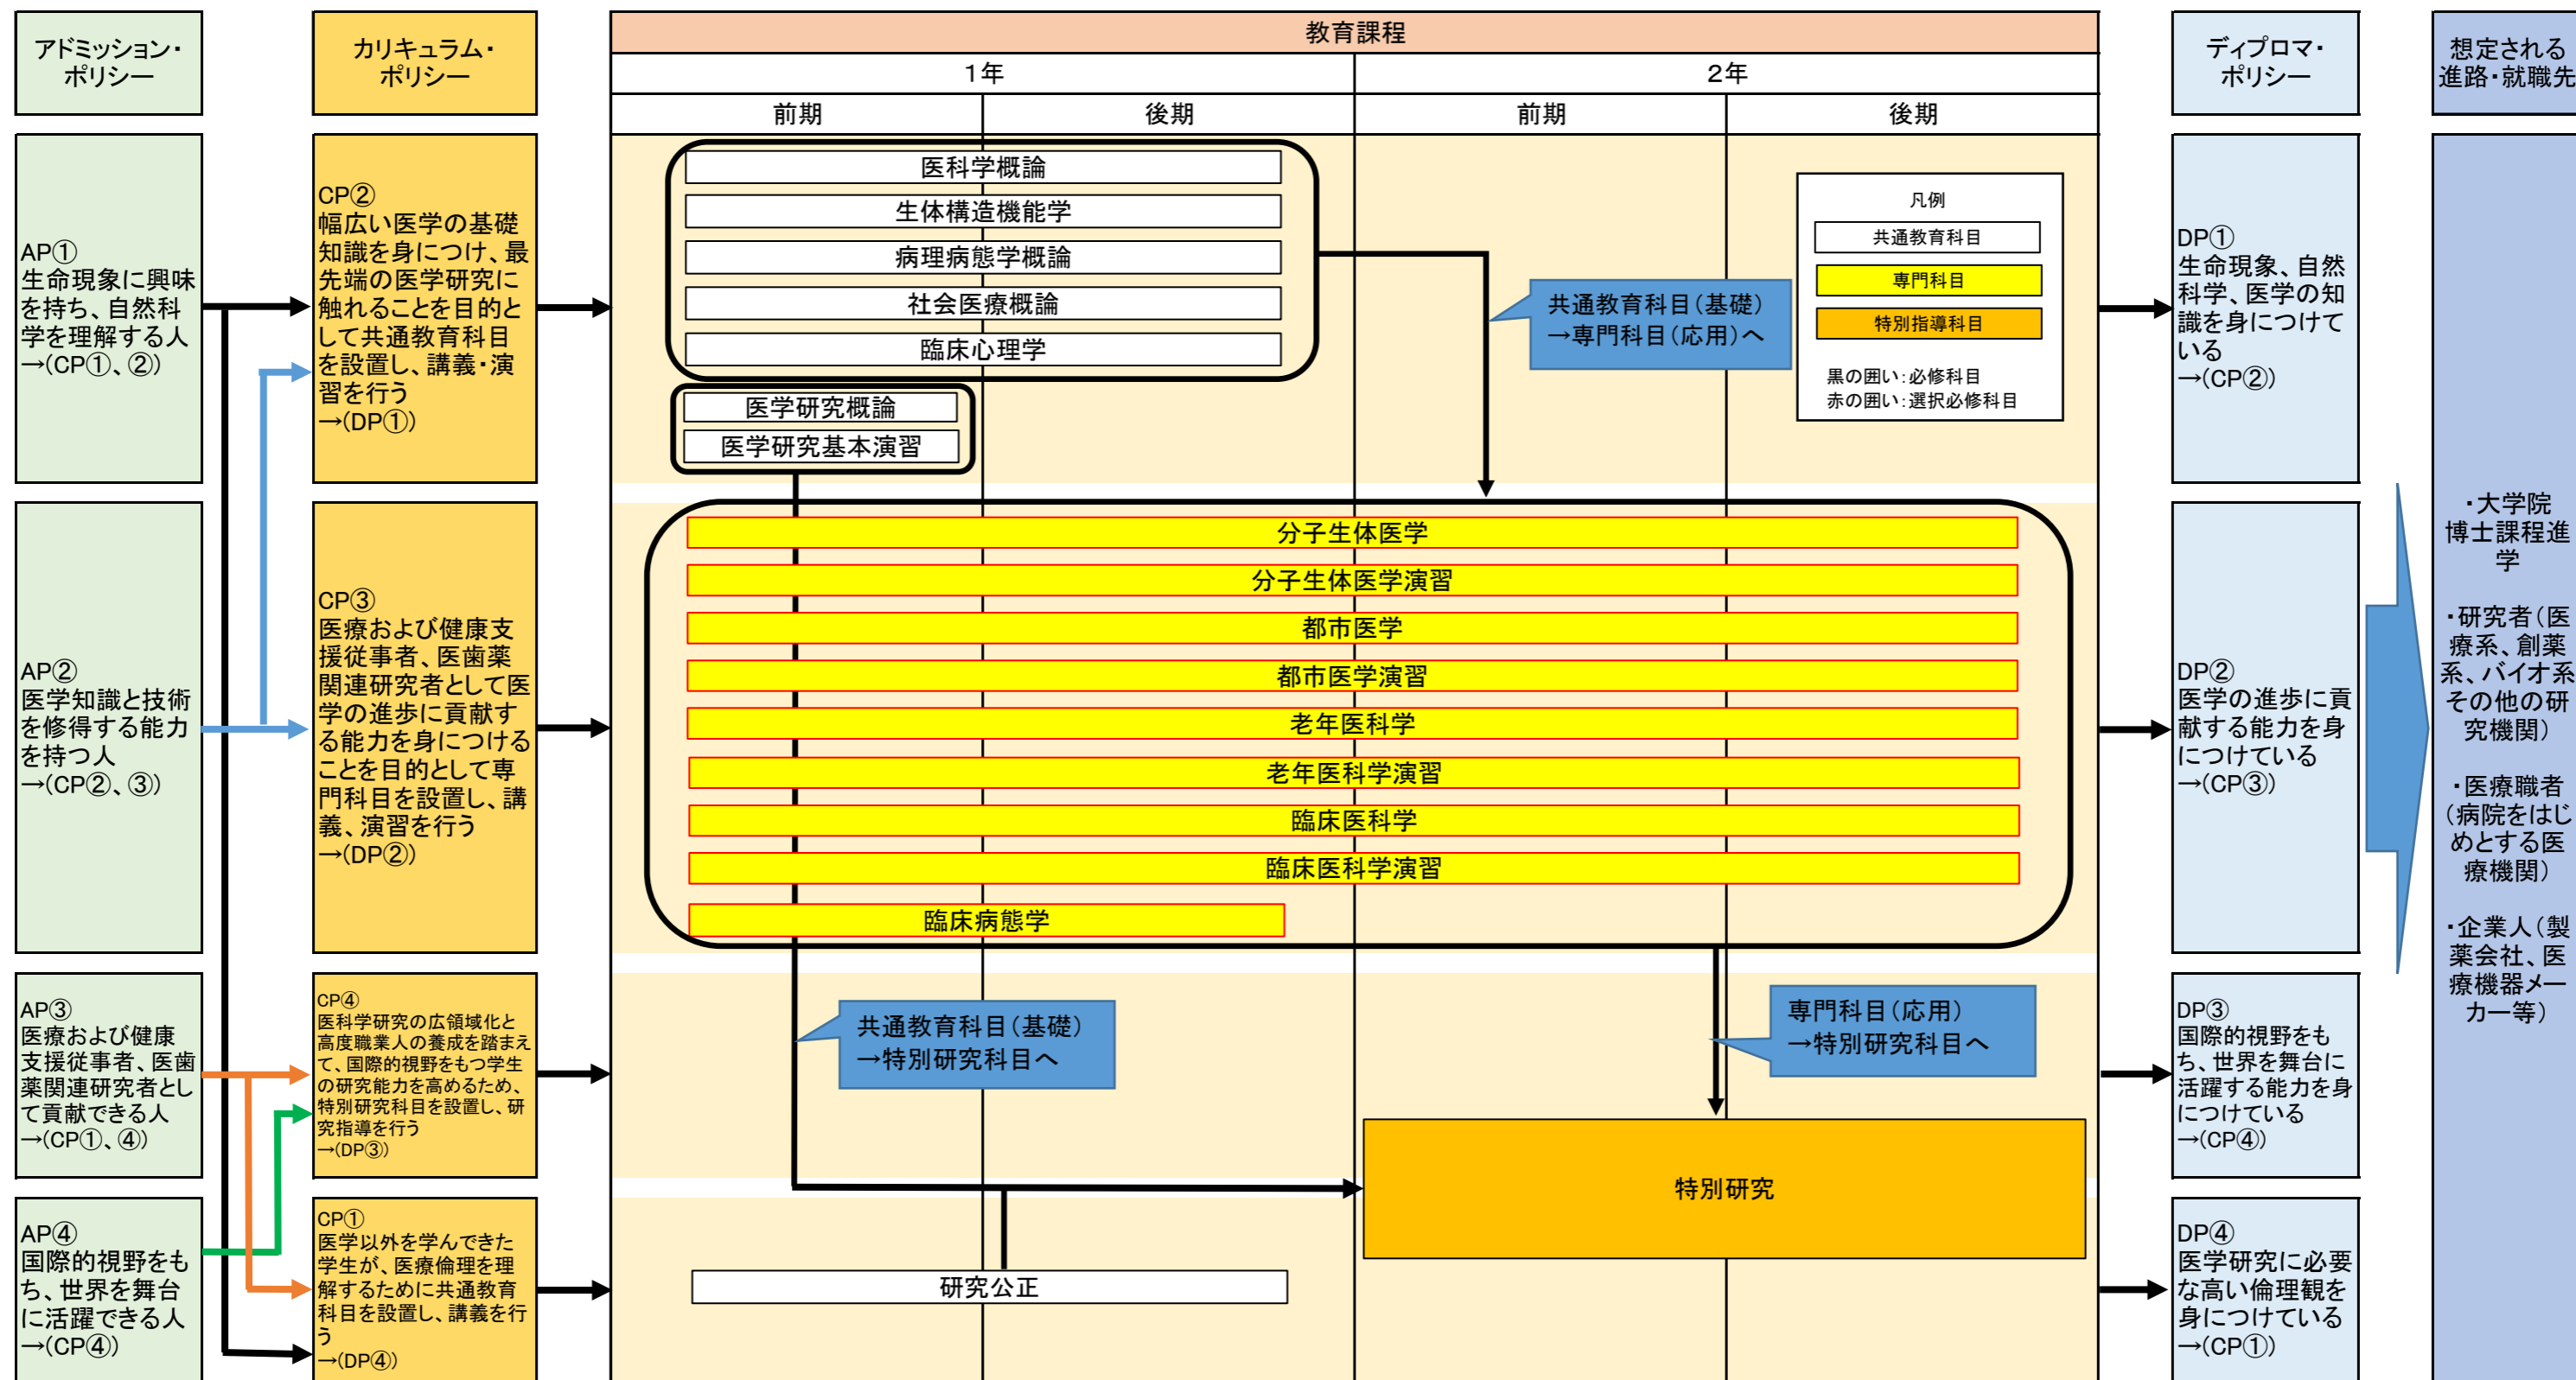 アドミッション・
ポリシー
カリキュラム・
ポリシー
教育課程
1年
2年
前期
後期
前期
後期
ディプロマ・
ポリシー
想定される
進路・就職先
AP①
生命現象に興味
を持ち、自然科
学を理解する人
→(CP①、②)
AP②
医学知識と技術
を修得する能力
を持つ人
→(CP②、③)
AP③
医療および健康
支援従事者、医歯
薬関連研究者とし
て貢献できる人
→(CP①、④)
AP④
国際的視野をも
ち、世界を舞台
に活躍できる人
→(CP④)
CP②
幅広い医学の基礎
知識を身につけ、最
先端の医学研究に
触れることを目的と
して共通教育科目
を設置し、講義・演
習を行う
→(DP①)
CP③
医療および健康支
援従事者、医歯薬
関連研究者として医
学の進歩に貢献す
る能力を身につける
ことを目的として専
門科目を設置し、講
義、演習を行う
→(DP②)
CP④
医科学研究の広領域化と
高度職業人の養成を踏まえ
て、国際的視野をもつ学生
の研究能力を高めるため、
特別研究科目を設置し、研
究指導を行う
→(DP③)
CP①
医学以外を学んできた
学生が、医療倫理を理
解するために共通教育
科目を設置し、講義を行
う
→(DP④)
医科学概論
生体構造機能学
病理病態学概論
社会医療概論
臨床心理学
医学研究概論
医学研究基本演習
共通教育科目(基礎)
→専門科目(応用)へ
凡例
共通教育科目
専門科目
特別指導科目
黒の囲い:必修科目
赤の囲い:選択必修科目
分子生体医学
分子生体医学演習
都市医学
都市医学演習
老年医科学
老年医科学演習
臨床医科学
臨床医科学演習
臨床病態学
共通教育科目(基礎)
→特別研究科目へ
専門科目(応用)
→特別研究科目へ
特別研究
研究公正
DP①
生命現象、自然
科学、医学の知
識を身につけて
いる
→(CP②)
DP②
医学の進歩に貢
献する能力を身
につけている
→(CP③)
DP③
国際的視野をも
ち、世界を舞台に
活躍する能力を身
につけている
→(CP④)
DP④
医学研究に必要
な高い倫理観を
身につけている
→(CP①)
・大学院
博士課程進
学
・研究者(医
療系、創薬
系、バイオ系
その他の研
究機関)
・医療職者
(病院をはじ
めとする医
療機関)
・企業人(製
薬会社、医
療機器メー
カー等)